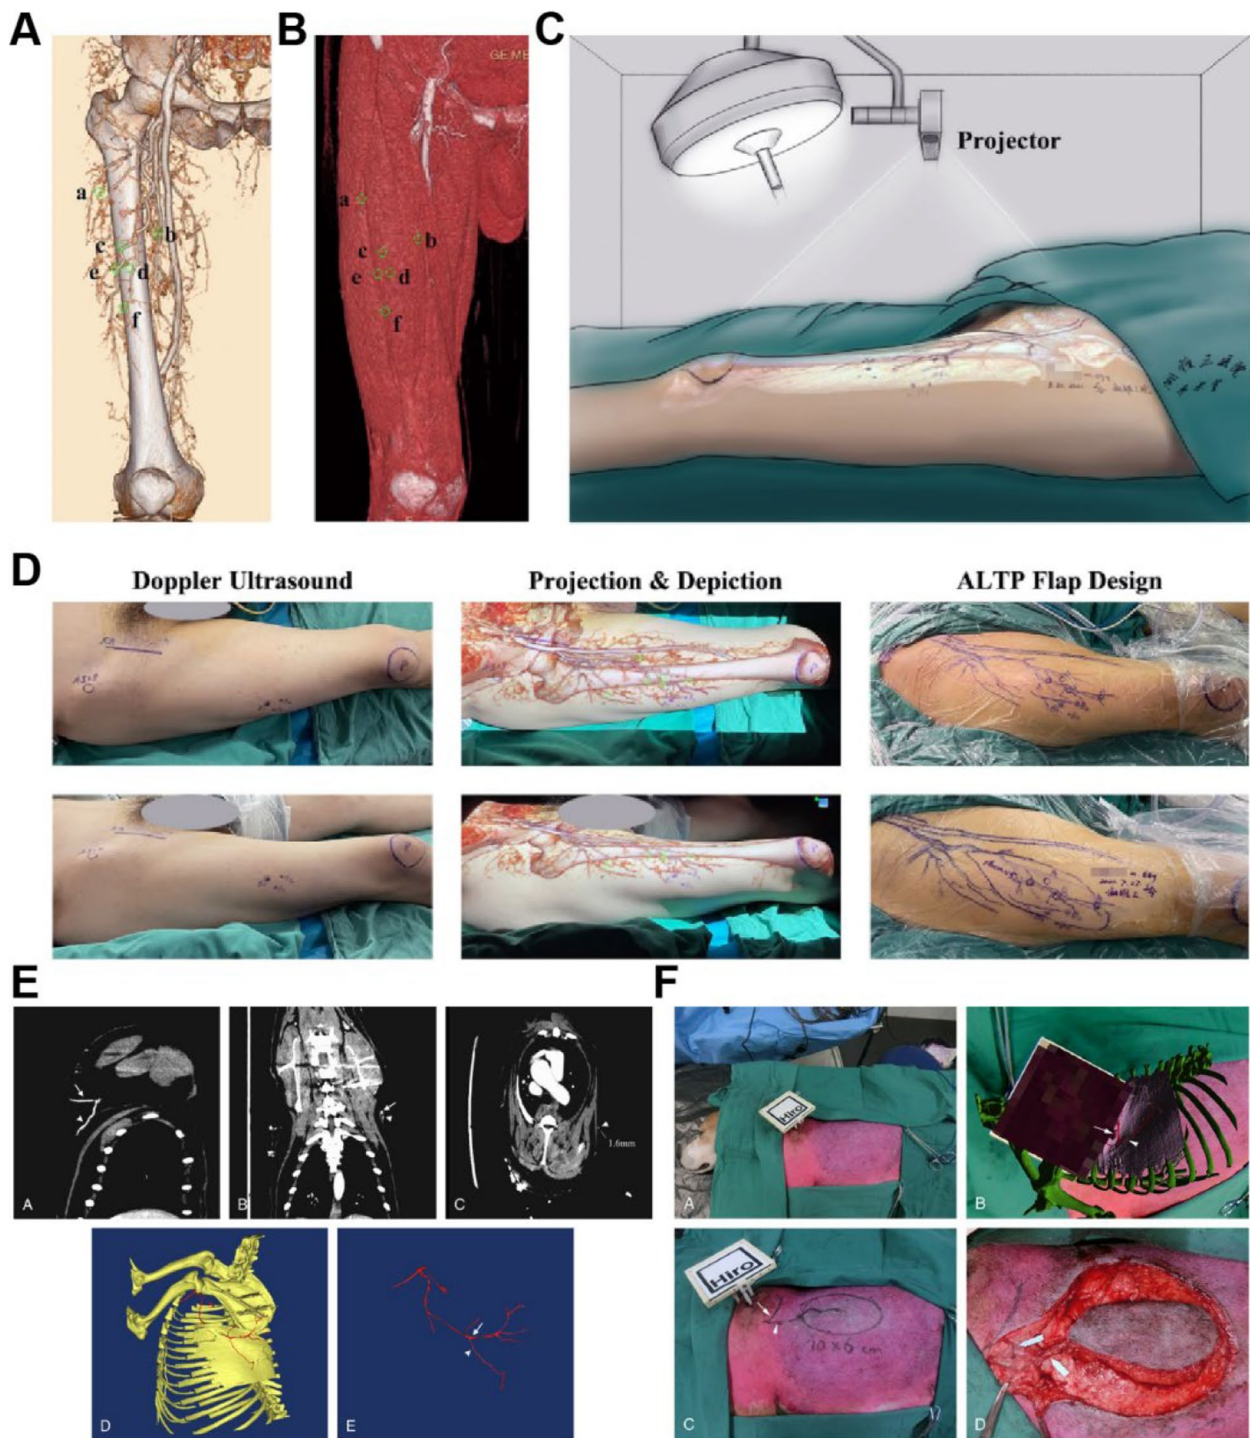 A
B
C
GE ME
a
b
c
e
d
f
a
b
c
e
d
f
Projector
D
Doppler Ultrasound
Projection & Depiction
ALTP Flap Design
E
F
A
B
C
1.6mm
Hiro
A
B
D
E
Hiro
10 x 6 cm
C
D